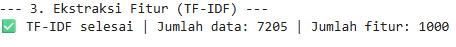 --- 3. Ekstraksi Fitur (TF-IDF) ---
✅ TF-IDF selesai | Jumlah data: 7205 | Jumlah fitur: 1000